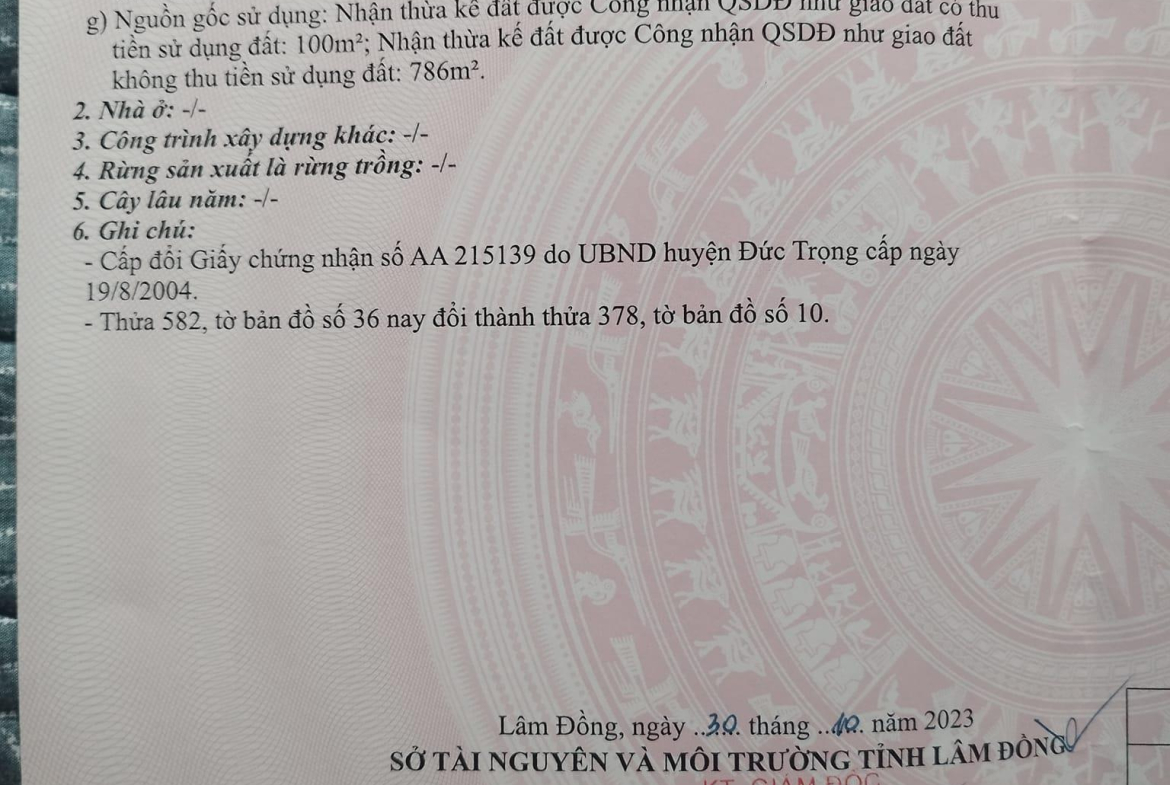 g) Nguồn gốc sử dụng: Nhận thừa kế đất được Công nhận QSDĐ như giao đất có thu
tiền sử dụng đất: 100m²; Nhận thừa kế đất được Công nhận QSDĐ như giao đất
không thu tiền sử dụng đất: 786m².
2. Nhà ở: -/-
3. Công trình xây dựng khác: -/-
4. Rừng sản xuất là rừng trồng: -/-
5. Cây lâu năm: -/-
6. Ghi chú:
- Cấp đổi Giấy chứng nhận số AA 215139 do UBND huyện Đức Trọng cấp ngày
19/8/2004.
- Thửa 582, tờ bản đồ số 36 nay đổi thành thửa 378, tờ bản đồ số 10.
Lâm Đồng, ngày ..30. tháng ..10. năm 2023
SỞ TÀI NGUYÊN VÀ MÔI TRƯỜNG TỈNH LÂM ĐỒNG
KT. GIÁM ĐỐC